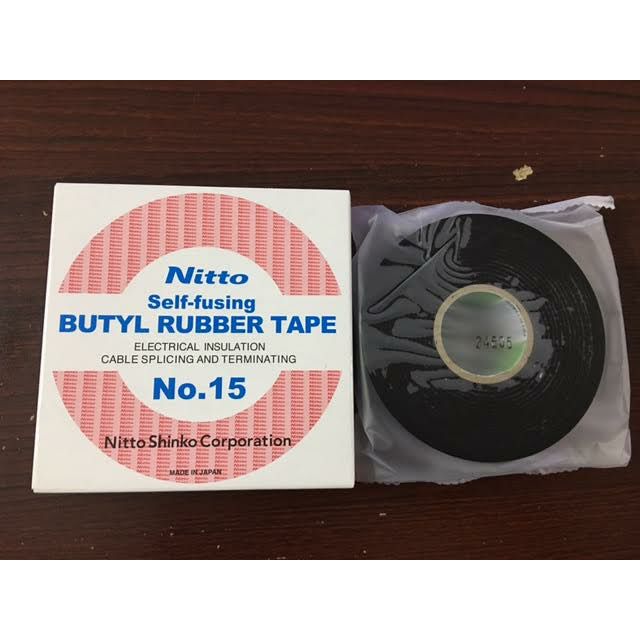 Nitto
Self-fusing
BUTYL RUBBER TAPE
ELECTRICAL INSULATION
CABLE SPLICING AND TERMINATING
No.15
Nitto Shinko Corporation
MADE IN JAPAN